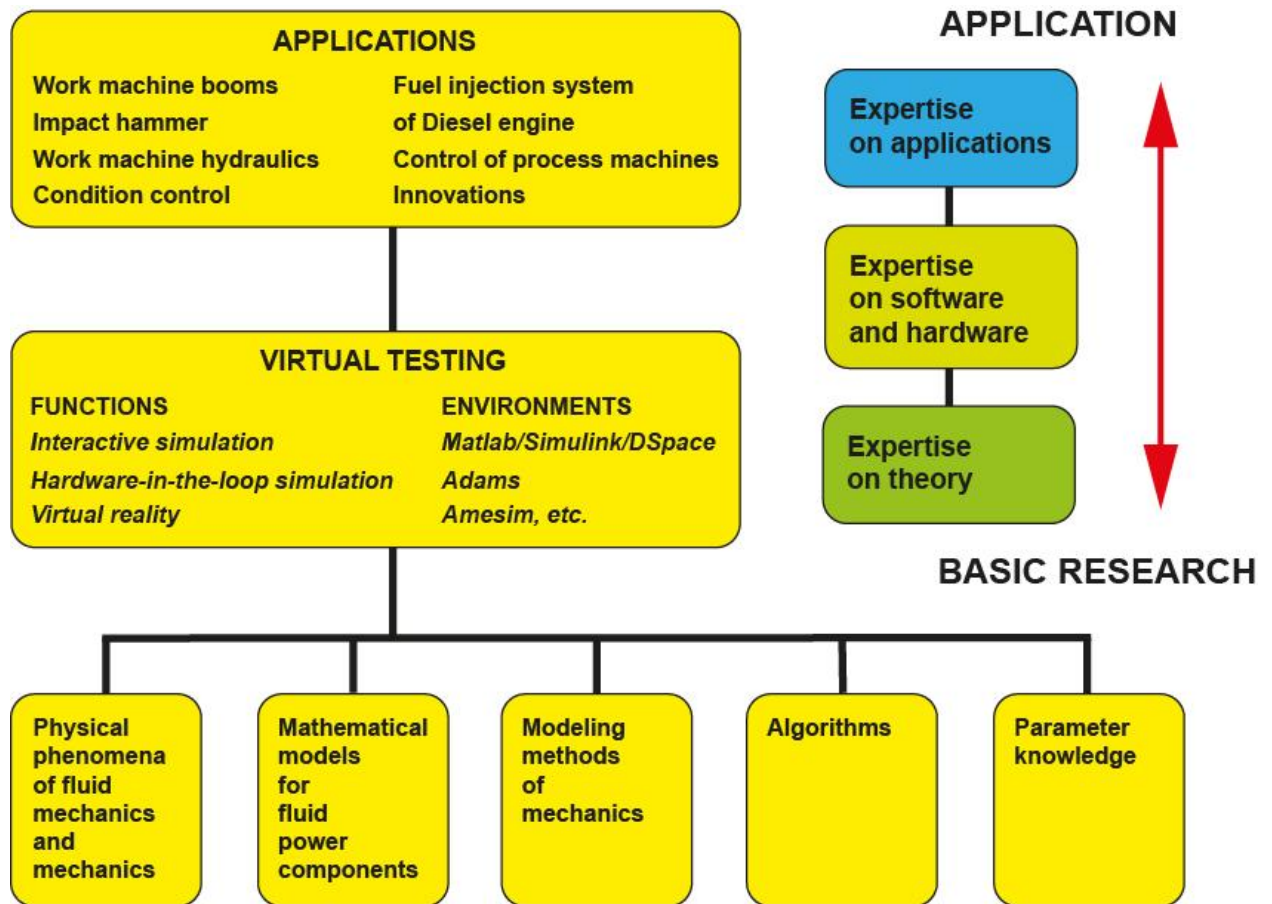 APPLICATIONS
Work machine booms
Impact hammer
Work machine hydraulics
Condition control
Fuel injection system
of Diesel engine
Control of process machines
Innovations
VIRTUAL TESTING
FUNCTIONS
Interactive simulation
Hardware-in-the-loop simulation
Virtual reality
ENVIRONMENTS
Matlab/Simulink/DSpace
Adams
Amesim, etc.
Physical
phenomena
of fluid
mechanics
and
mechanics
Mathematical
models
for
fluid
power
components
Modeling
methods
of
mechanics
Algorithms
Parameter
knowledge
APPLICATION
Expertise
on applications
Expertise
on software
and hardware
Expertise
on theory
BASIC RESEARCH